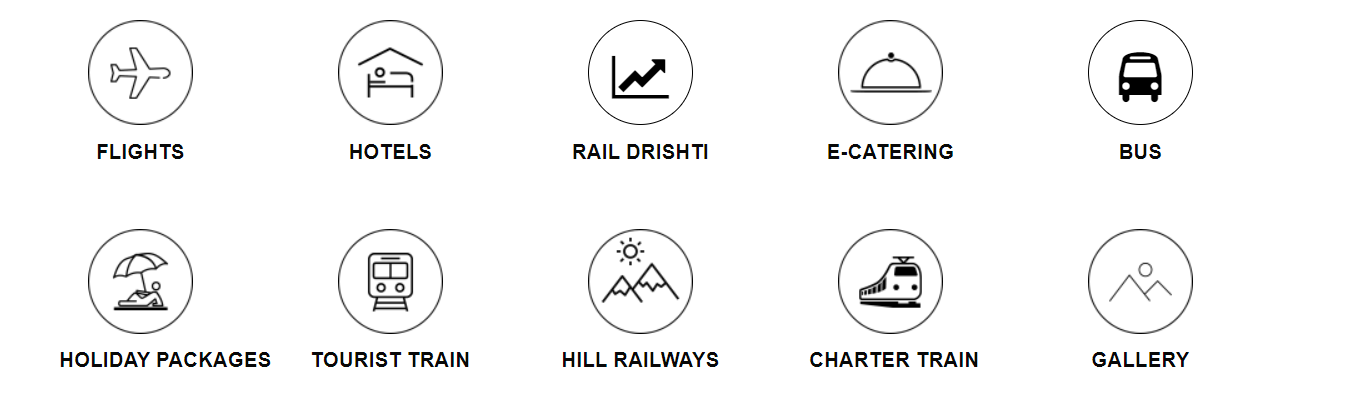 FLIGHTS
HOTELS
RAIL DRISHTI
E-CATERING
BUS
HOLIDAY PACKAGES
TOURIST TRAIN
HILL RAILWAYS
CHARTER TRAIN
GALLERY